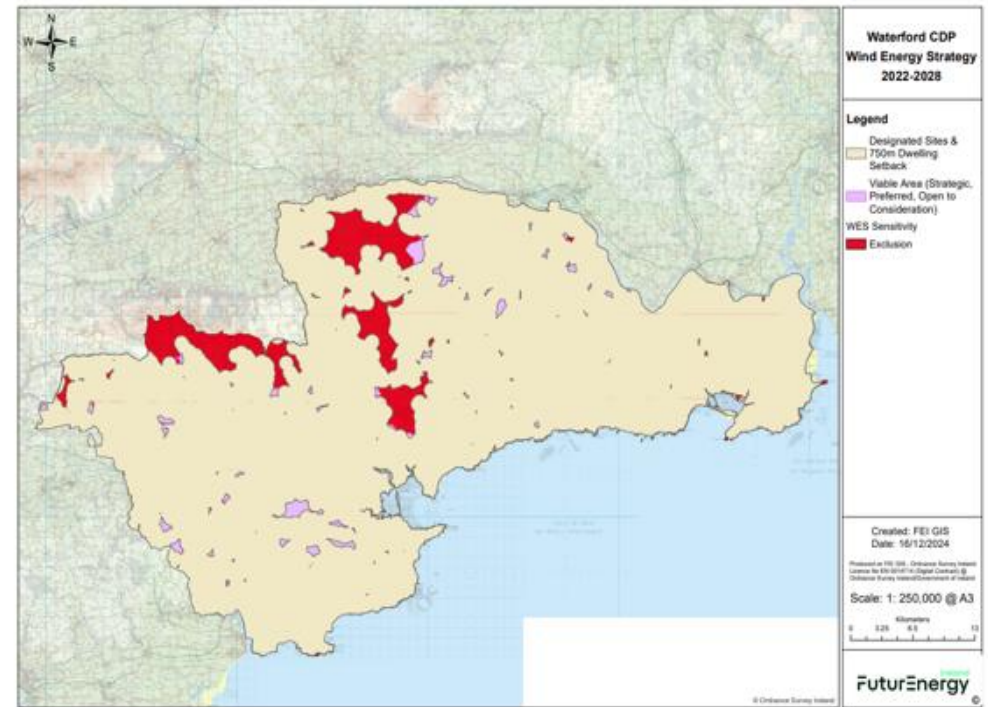 N
W E
S
Waterford CDP
Wind Energy Strategy
2022-2028
Legend
Designated Sites &
750m Dwelling
Setback
Viable Area (Strategic,
Preferred, Open to
Consideration)
WES Sensitivity
Exclusion
Created: FEI GIS
Date: 16/12/2024
Scale: 1: 250,000 @ A3
Kilometers
0 3.25 6.5 13
Ireland
FuturEnergy
©
© Ordnance Survey Ireland